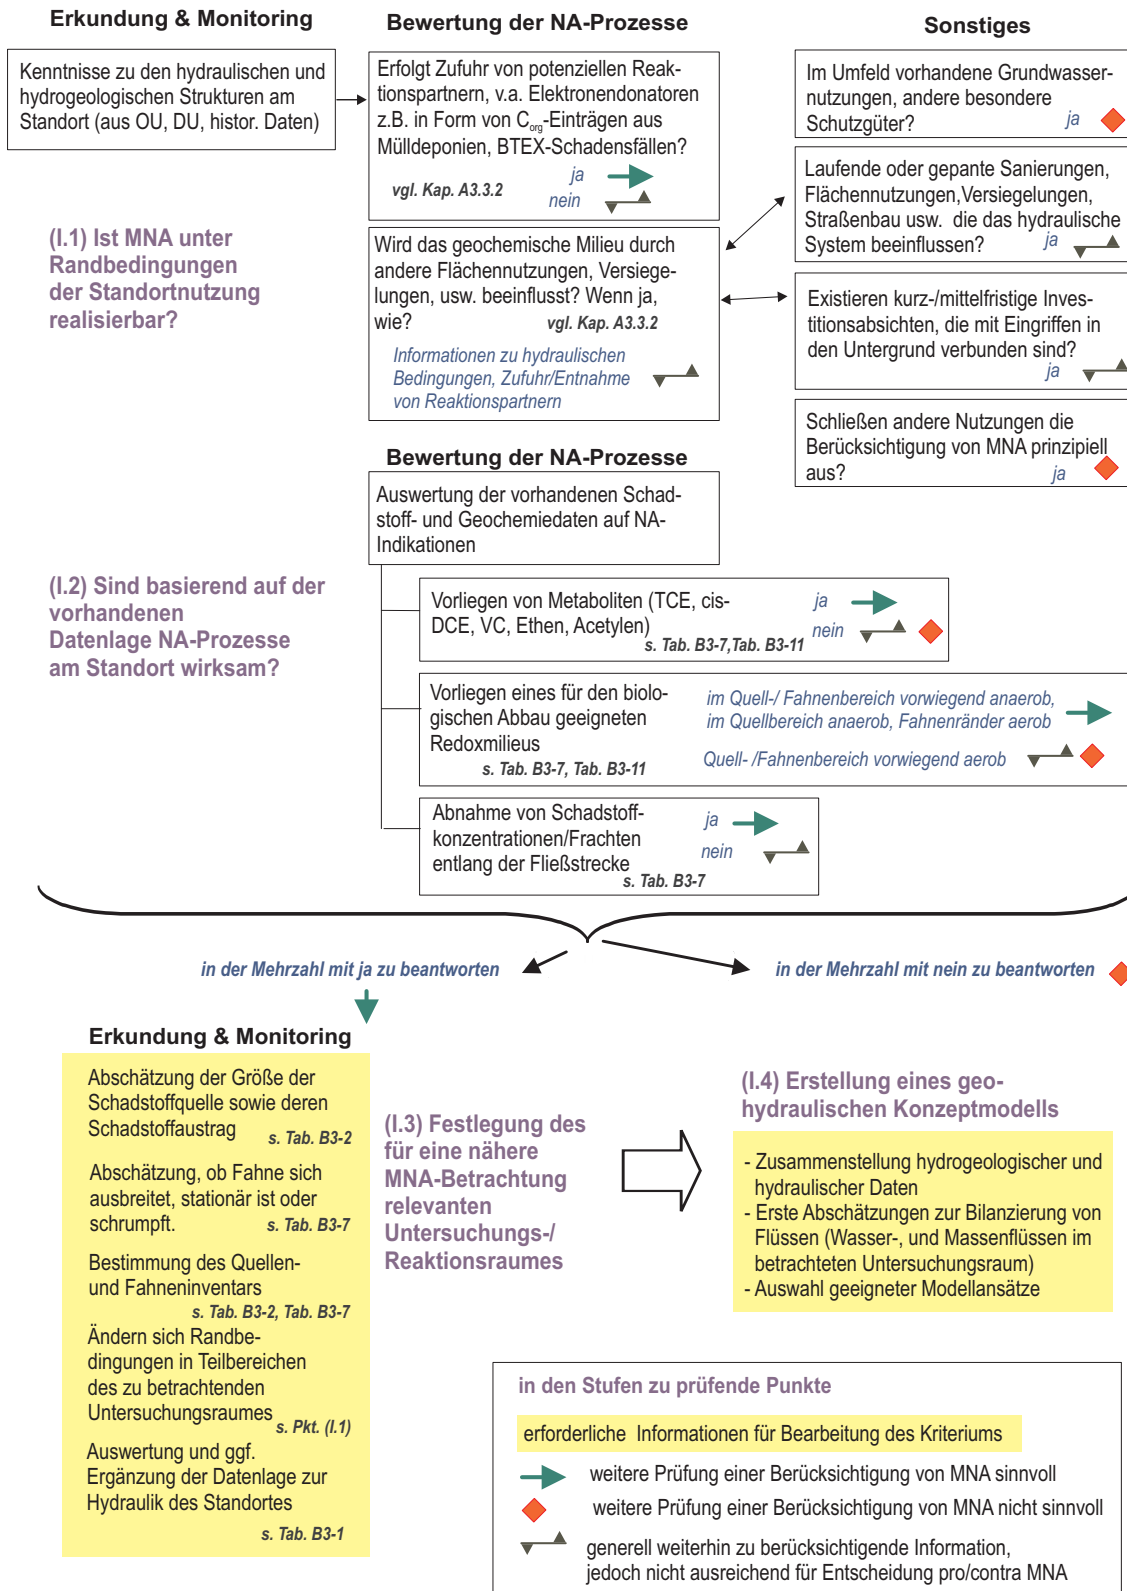 Erkundung & Monitoring
Kenntnisse zu den hydraulischen und
hydrogeologischen Strukturen am
Standort (aus OU, DU, histor. Daten)
Bewertung der NA-Prozesse
Erfolgt Zufuhr von potenziellen Reak-
tionspartnern, v.a. Elektronendonatoren
z.B. in Form von Corg-Einträgen aus
Mülldeponien, BTEX-Schadensfällen?
ja
vgl. Kap. A3.3.2
nein
Wird das geochemische Milieu durch
andere Flächennutzungen, Versiege-
lungen, usw. beeinflusst? Wenn ja,
wie?
vgl. Kap. A3.3.2
Informationen zu hydraulischen
Bedingungen, Zufuhr/Entnahme
von Reaktionspartnern
Sonstiges
Im Umfeld vorhandene Grundwasser-
nutzungen, andere besondere
Schutzgüter?
ja
Laufende oder gepante Sanierungen,
Flächennutzungen,Versiegelungen,
Straßenbau usw. die das hydraulische
System beeinflussen?
ja
Existieren kurz-/mittelfristige Inves-
titionsabsichten, die mit Eingriffen in
den Untergrund verbunden sind?
ja
Schließen andere Nutzungen die
Berücksichtigung von MNA prinzipiell
aus?
ja
(I.1) Ist MNA unter
Randbedingungen
der Standortnutzung
realisierbar?
Bewertung der NA-Prozesse
Auswertung der vorhandenen Schad-
stoff- und Geochemiedaten auf NA-
Indikationen
(I.2) Sind basierend auf der
vorhandenen
Datenlage NA-Prozesse
am Standort wirksam?
Vorliegen von Metaboliten (TCE, cis-
DCE, VC, Ethen, Acetylen)
ja
nein
s. Tab. B3-7,Tab. B3-11
Vorliegen eines für den biolo-
gischen Abbau geeigneten
Redoxmilieus
s. Tab. B3-7, Tab. B3-11
im Quell-/ Fahnenbereich vorwiegend anaerob,
im Quellbereich anaerob, Fahnenränder aerob
Quell- /Fahnenbereich vorwiegend aerob
Abnahme von Schadstoff-
konzentrationen/Frachten
entlang der Fließstrecke
ja
nein
s. Tab. B3-7
in der Mehrzahl mit ja zu beantworten
in der Mehrzahl mit nein zu beantworten
Erkundung & Monitoring
Abschätzung der Größe der
Schadstoffquelle sowie deren
Schadstoffaustrag
s. Tab. B3-2
Abschätzung, ob Fahne sich
ausbreitet, stationär ist oder
schrumpft.
s. Tab. B3-7
Bestimmung des Quellen-
und Fahneninventars
s. Tab. B3-2, Tab. B3-7
Ändern sich Randbe-
dingungen in Teilbereichen
des zu betrachtenden
Untersuchungsraumes
s. Pkt. (I.1)
Auswertung und ggf.
Ergänzung der Datenlage zur
Hydraulik des Standortes
s. Tab. B3-1
(I.3) Festlegung des
für eine nähere
MNA-Betrachtung
relevanten
Untersuchungs-/
Reaktionsraumes
(I.4) Erstellung eines geo-
hydraulischen Konzeptmodells
- Zusammenstellung hydrogeologischer und
hydraulischer Daten
- Erste Abschätzungen zur Bilanzierung von
Flüssen (Wasser-, und Massenflüssen im
betrachteten Untersuchungsraum)
- Auswahl geeigneter Modellansätze
in den Stufen zu prüfende Punkte
erforderliche Informationen für Bearbeitung des Kriteriums
weitere Prüfung einer Berücksichtigung von MNA sinnvoll
weitere Prüfung einer Berücksichtigung von MNA nicht sinnvoll
generell weiterhin zu berücksichtigende Information,
jedoch nicht ausreichend für Entscheidung pro/contra MNA